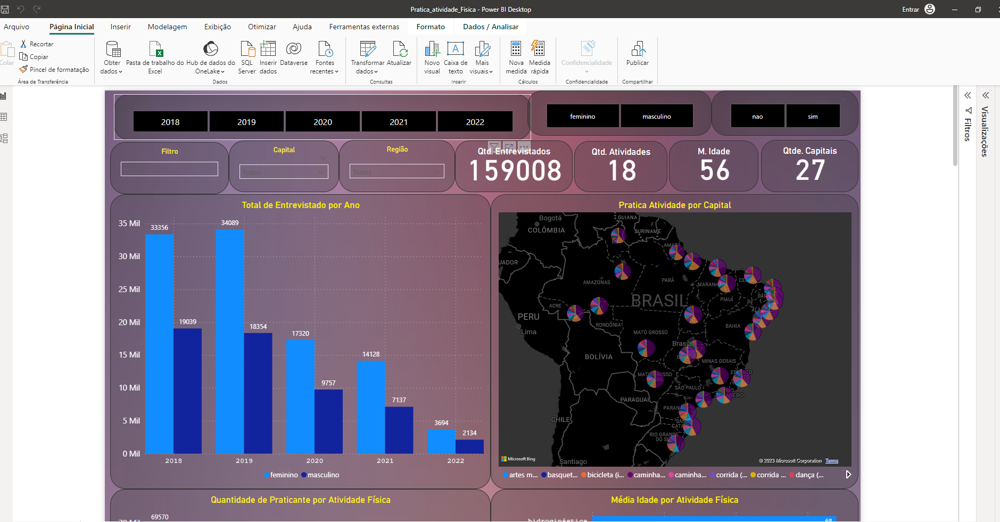 Pratica_atividade_Fisica - Power BI Desktop
Entrar
Arquivo
Página Inicial
Inserir
Modelagem
Exibição
Otimizar
Ajuda
Ferramentas externas
Formato
Dados / Analisar
Colar
Recortar
Copiar
Pincel de formatação
Área de Transferência
Obter
dados
Pasta de trabalho do
Excel
Hub de dados do
OneLake
SQL
Server
Inserir
dados
Dataverse
Fontes
recentes
Dados
Transformar
dados
Atualizar
Consultas
Novo
visual
Caixa de
texto
Mais
visuais
Inserir
Nova
medida
Medida
rápida
Cálculos
Confidencialidade
Confidencialidade
Publicar
Compartilhar
Filtros
Visualizações
2018
2019
2020
2021
2022
feminino
masculino
nao
sim
Filtro
Capital
Todos
Região
Todos
Qtd. Entrevistados
159008
Qtd. Atividades
18
M. Idade
56
Qtde. Capitais
27
Total de Entrevistado por Ano
35 Mil
30 Mil
25 Mil
20 Mil
15 Mil
10 Mil
5 Mil
0 Mil
33356
19039
34089
18354
17320
9757
14128
7137
3694
2134
2018
2019
2020
2021
2022
feminino
masculino
Pratica Atividade por Capital
Bogotá
COLÔMBIA
GUIANA
SURINAME
AMAPÁ
AMAZONAS
PARÁ
MARANHÃ
CEARÁ
BRASIL
PIAUÍ
PE
ACRE
PERU
Lima
RONDÔNIA
BAHIA
MATO GROSSO
Brasíl
BOLÍVIA
MINAS GERAIS
MATO GROSSO
DO SUL
SÃO PAULO
PARAGUAI
PARANÁ
RIO GRANDE
DO SUL
CHILE
Santiago
Microsoft Bing
© 2023 Microsoft Corporation Terms
artes m...
basquet...
bicicleta (i...
caminha...
caminha...
corrida (...
corrida ...
dança (...
Quantidade de Praticante por Atividade Física
70 Mil
69570
Média Idade por Atividade Física
hidroginástica
68